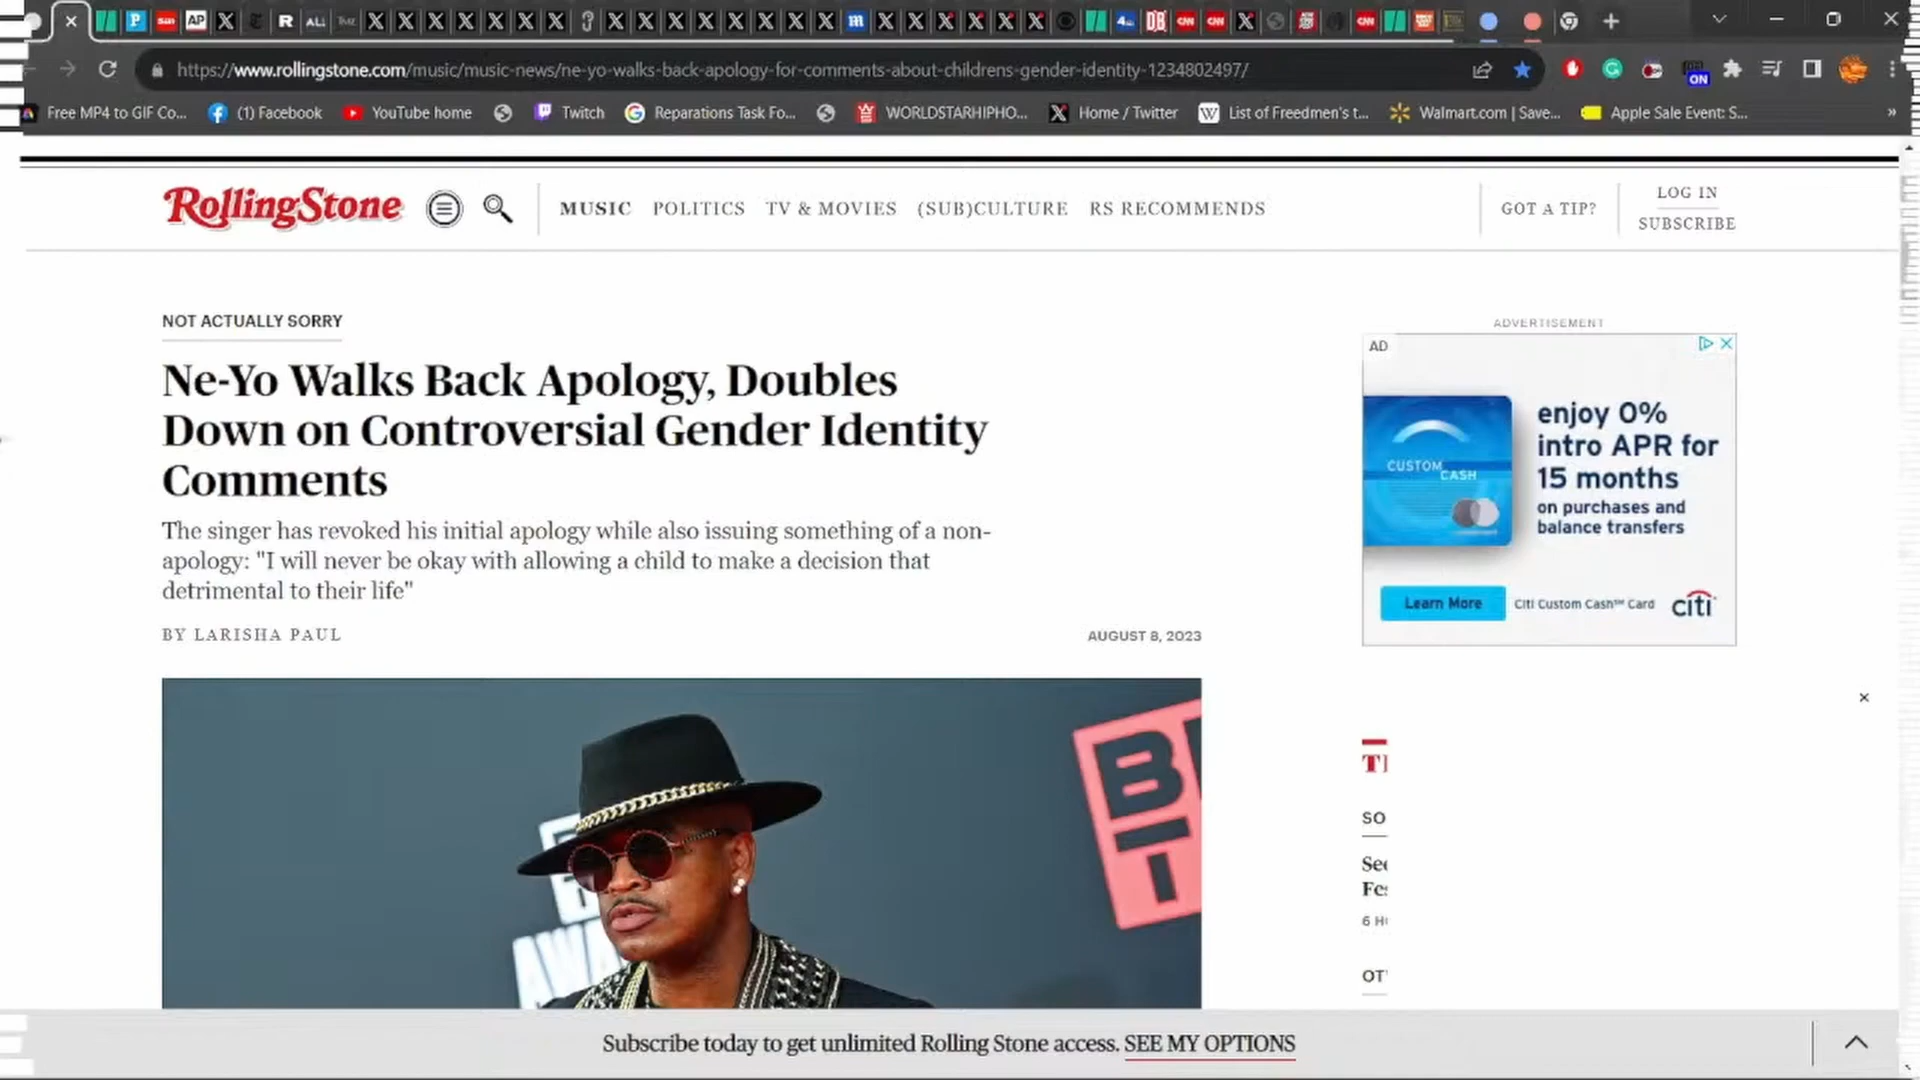 https://www.rollingstone.com/music/music-news/ne-yo-walks-back-apology-for-comments-about-childrens-gender-identity-1234802497/
ON
Free MP4 to GIF Co... (1) Facebook YouTube home Twitch Reparations Task Fo... WORLDSTARHIPHO... Home / Twitter List of Freedmen's t... Walmart.com | Save... Apple Sale Event: S... »
RollingStone MUSIC POLITICS TV & MOVIES (SUB)CULTURE RS RECOMMENDS GOT A TIP? LOG IN
SUBSCRIBE
NOT ACTUALLY SORRY
Ne-Yo Walks Back Apology, Doubles
Down on Controversial Gender Identity
Comments
The singer has revoked his initial apology while also issuing something of a non-
apology: "I will never be okay with allowing a child to make a decision that
detrimental to their life"
BY LARISHA PAUL
AUGUST 8, 2023
ADVERTISEMENT
AD
CUSTOM CASH
enjoy 0%
intro APR for
15 months
on purchases and
balance transfers
Learn More Citi Custom Cash℠ Card citi
SO
6 H
Subscribe today to get unlimited Rolling Stone access. SEE MY OPTIONS